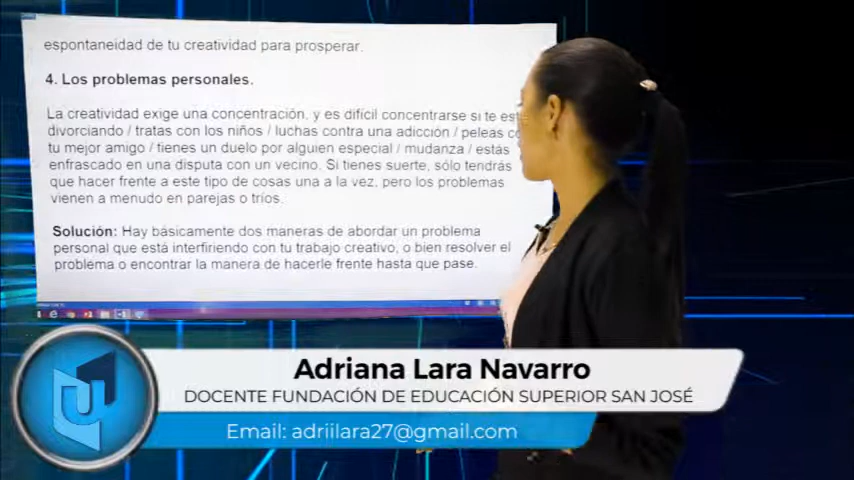 espontaneidad de tu creatividad para prosperar.
4. Los problemas personales.
La creatividad exige una concentración, y es difícil concentrarse si te
divorciando / tratas con los niños / luchas contra una adicción / peleas
tu mejor amigo / tienes un duelo por alguien especial / mudanza / estás
enfrascado en una disputa con un vecino. Si tienes suerte, sólo tendrás
que hacer frente a este tipo de cosas una a la vez, pero los problemas
vienen a menudo en parejas o tríos.
Solución: Hay básicamente dos maneras de abordar un problema
personal que está interfiriendo con tu trabajo creativo, o bien resolver el
problema o encontrar la manera de hacerle frente hasta que pase.
Adriana Lara Navarro
DOCENTE FUNDACIÓN DE EDUCACIÓN SUPERIOR SAN JOSÉ
Email: adriilara27@gmail.com